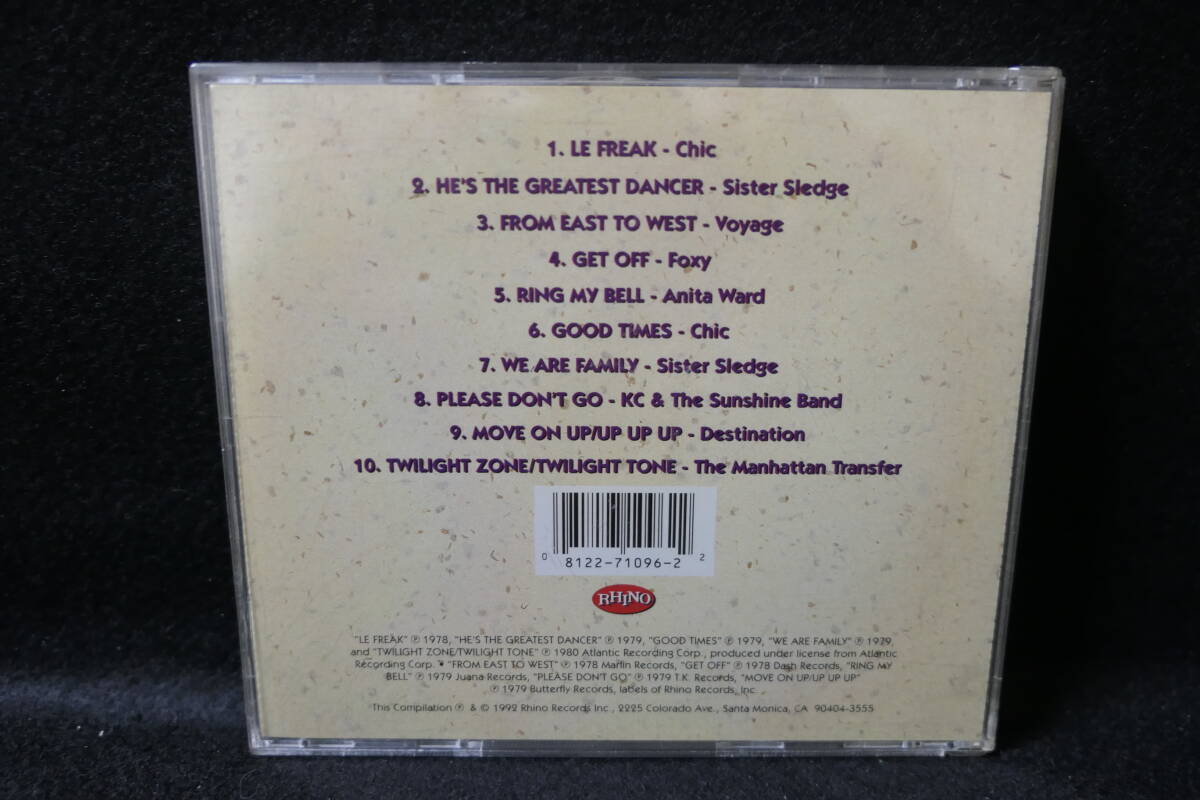 1. LE FREAK - Chic
2. HE'S THE GREATEST DANCER - Sister Sledge
3. FROM EAST TO WEST - Voyage
4. GET OFF - Foxy
5. RING MY BELL - Anita Ward
6. GOOD TIMES - Chic
7. WE ARE FAMILY - Sister Sledge
8. PLEASE DON'T GO - KC & The Sunshine Band
9. MOVE ON UP/UP UP UP - Destination
10. TWILIGHT ZONE/TWILIGHT TONE - The Manhattan Transfer
0 8122-71096-2 2
RHINO
"LE FREAK" ℗ 1978, "HE'S THE GREATEST DANCER" ℗ 1979, "GOOD TIMES" ℗ 1979, "WE ARE FAMILY" ℗ 1979,
and "TWILIGHT ZONE/TWILIGHT TONE" ℗ 1980 Atlantic Recording Corp., produced under license from Atlantic
Recording Corp. • "FROM EAST TO WEST" ℗ 1978 Marlin Records, "GET OFF" ℗ 1978 Dash Records, "RING MY
BELL" ℗ 1979 Juana Records, "PLEASE DON'T GO" ℗ 1979 T.K. Records, "MOVE ON UP/UP UP UP"
℗ 1979 Butterfly Records, labels of Rhino Records, Inc.
This Compilation ℗ & © 1992 Rhino Records Inc., 2225 Colorado Ave., Santa Monica, CA 90404-3555